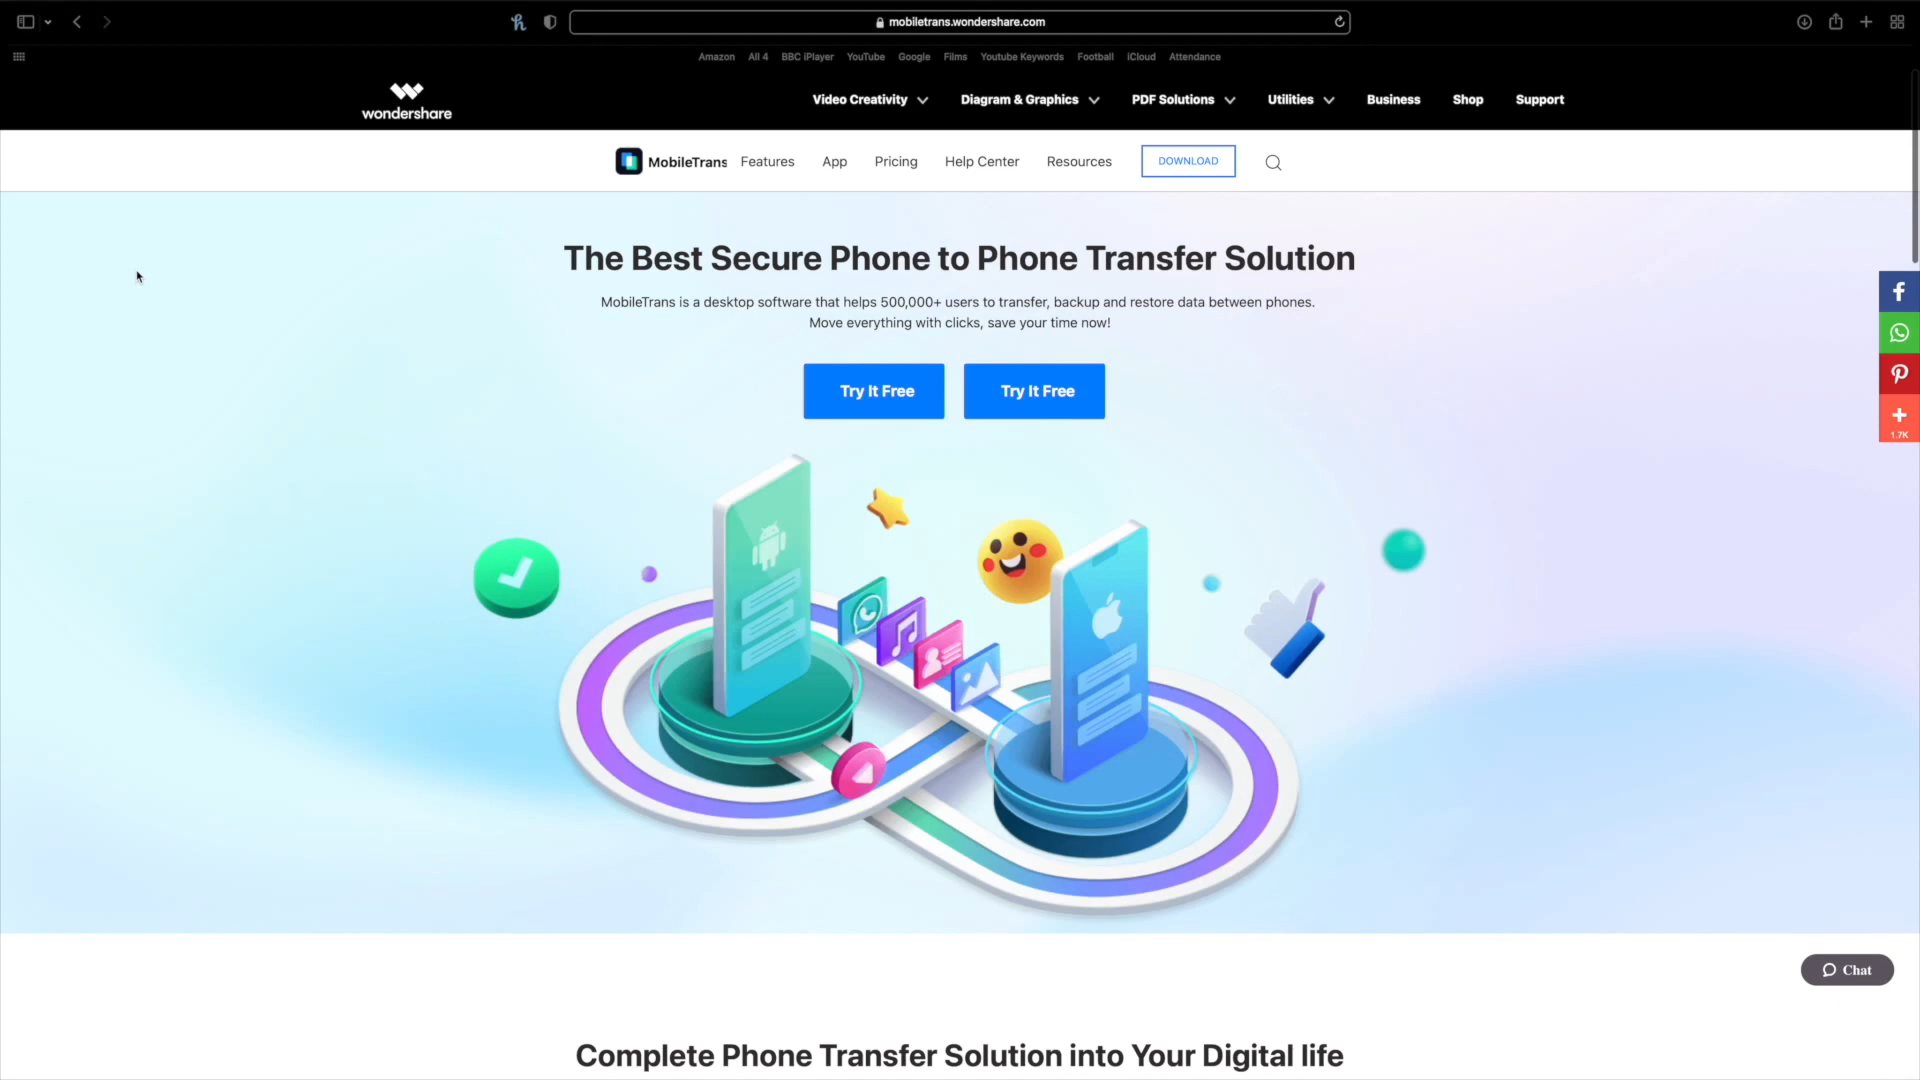 mobiletrans.wondershare.com
Amazon All 4 BBC iPlayer YouTube Google Films Youtube Keywords Football iCloud Attendance
wondershare
Video Creativity Diagram & Graphics PDF Solutions Utilities Business Shop Support
MobileTrans Features App Pricing Help Center Resources DOWNLOAD
The Best Secure Phone to Phone Transfer Solution
MobileTrans is a desktop software that helps 500,000+ users to transfer, backup and restore data between phones.
Move everything with clicks, save your time now!
Try It Free Try It Free
1.7K
Chat
Complete Phone Transfer Solution into Your Digital life